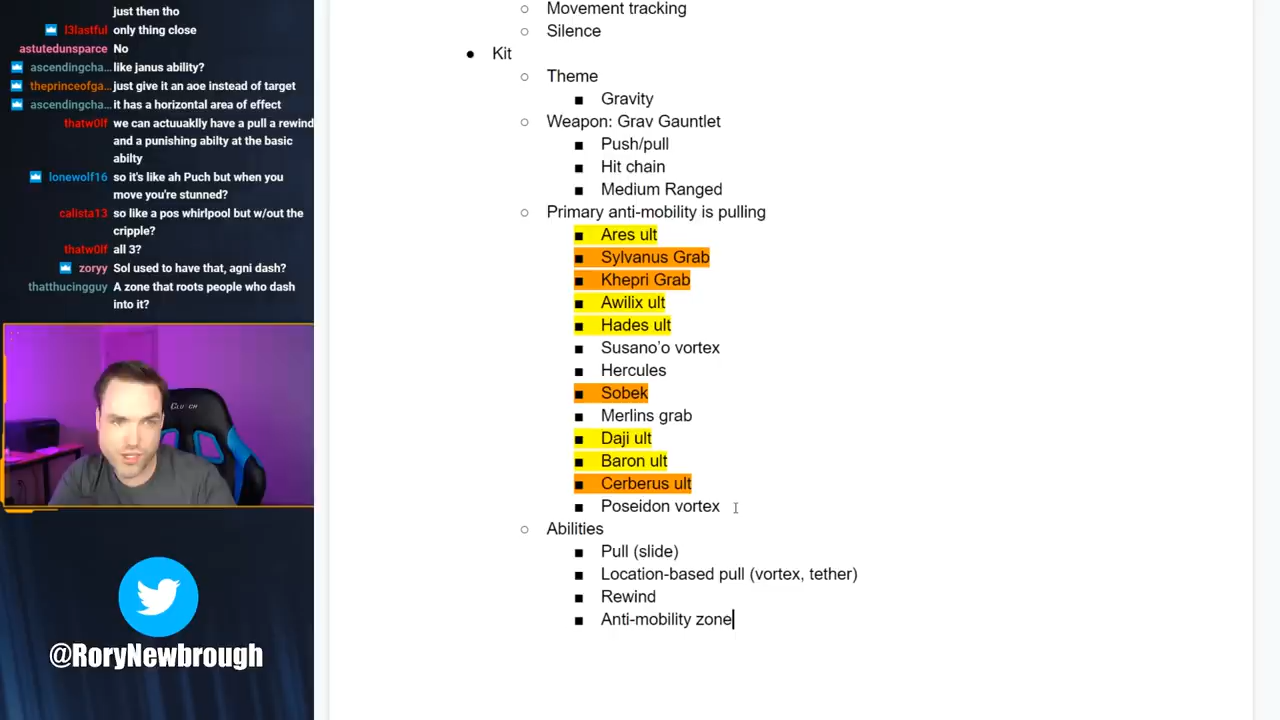 just then tho
l3lastful only thing close
astutedunsparce No
ascendingcha... like janus ability?
theprinceofga... just give it an aoe instead of target
ascendingcha... it has a horizontal area of effect
thatw0lf we can actuuaklly have a pull a rewind
and a punishing abilty at the basic
abilty
lonewolf16 so it's like ah Puch but when you
move you're stunned?
calista13 so like a pos whirlpool but w/out the
cripple?
thatw0lf all 3?
zoryy Sol used to have that, agni dash?
thatthucingguy A zone that roots people who dash
into it?
CLUTCH
@RoryNewbrough
Movement tracking
Silence
Kit
Theme
Gravity
Weapon: Grav Gauntlet
Push/pull
Hit chain
Medium Ranged
Primary anti-mobility is pulling
Ares ult
Sylvanus Grab
Khepri Grab
Awilix ult
Hades ult
Susano'o vortex
Hercules
Sobek
Merlins grab
Daji ult
Baron ult
Cerberus ult
Poseidon vortex
Abilities
Pull (slide)
Location-based pull (vortex, tether)
Rewind
Anti-mobility zone